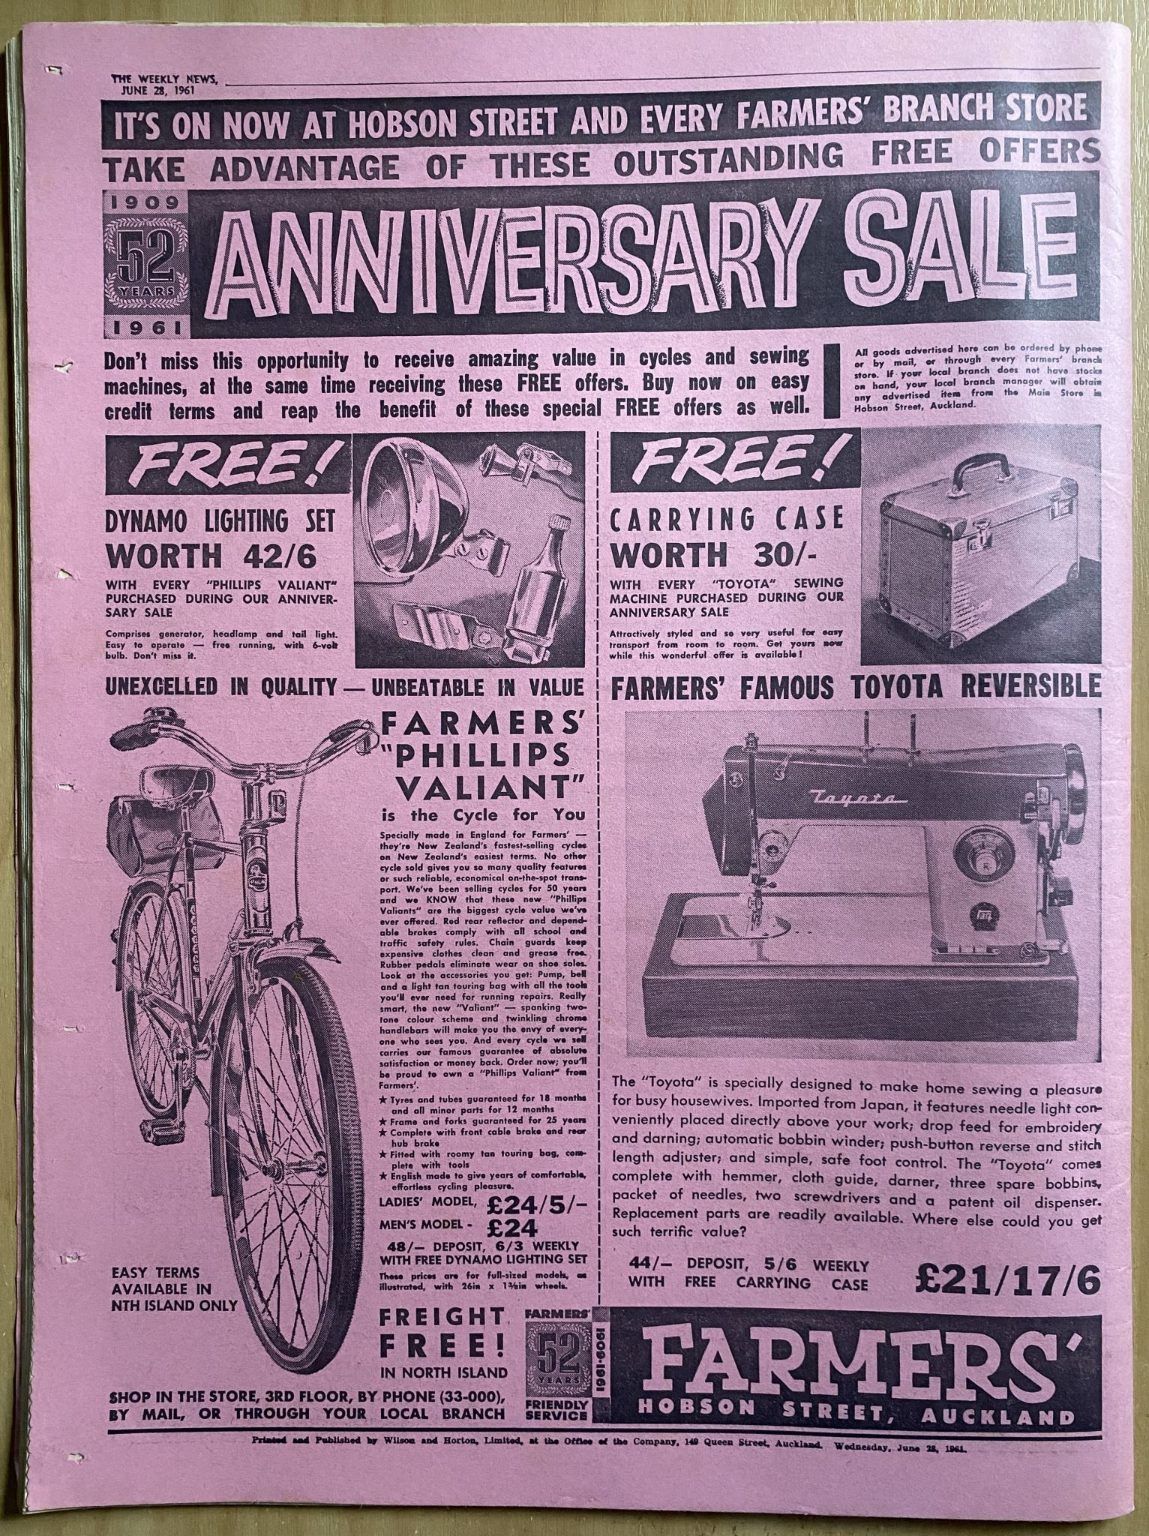 THE WEEKLY NEWS,
JUNE 28, 1961
IT'S ON NOW AT HOBSON STREET AND EVERY FARMERS' BRANCH STORE
TAKE ADVANTAGE OF THESE OUTSTANDING FREE OFFERS
1909
52
YEARS
1961
ANNIVERSARY SALE
Don't miss this opportunity to receive amazing value in cycles and sewing
machines, at the same time receiving these FREE offers. Buy now on easy
credit terms and reap the benefit of these special FREE offers as well.
All goods advertised here can be ordered by phone
or by mail, or through every Farmers' branch
store. If your local branch does not have stocks
on hand, your local branch manager will obtain
any advertised item from the Main Store in
Hobson Street, Auckland.
FREE!
DYNAMO LIGHTING SET
WORTH 42/6
WITH EVERY "PHILLIPS VALIANT"
PURCHASED DURING OUR ANNIVER-
SARY SALE
Comprises generator, headlamp and tail light.
Easy to operate — free running, with 6-volt
bulb. Don't miss it.
UNEXCELLED IN QUALITY — UNBEATABLE IN VALUE
FARMERS'
"PHILLIPS
VALIANT"
is the Cycle for You
Specially made in England for Farmers' —
they're New Zealand's fastest-selling cycles
on New Zealand's easiest terms. No other
cycle sold gives you so many quality features
or such reliable, economical on-the-spot trans-
port. We've been selling cycles for 50 years
and we KNOW that these new "Phillips
Valiants" are the biggest cycle value we've
ever offered. Red rear reflector and depend-
able brakes comply with all school and
traffic safety rules. Chain guards keep
expensive clothes clean and grease free.
Rubber pedals eliminate wear on shoe soles.
Look at the accessories you get: Pump, bell
and a light tan touring bag with all the tools
you'll ever need for running repairs. Really
smart, the new "Valiant" — spanking two-
tone colour scheme and twinkling chrome
handlebars will make you the envy of every-
one who sees you. And every cycle we sell
carries our famous guarantee of absolute
satisfaction or money back. Order now; you'll
be proud to own a "Phillips Valiant" from
Farmers'.
★ Tyres and tubes guaranteed for 18 months
and all minor parts for 12 months
★ Frame and forks guaranteed for 25 years
★ Complete with front cable brake and rear
hub brake
★ Fitted with roomy tan touring bag, com-
plete with tools
★ English made to give years of comfortable,
effortless cycling pleasure.
LADIES' MODEL, £24/5/-
MEN'S MODEL - £24
48/— DEPOSIT, 6/3 WEEKLY
WITH FREE DYNAMO LIGHTING SET
These prices are for full-sized models, as
illustrated, with 26in x 1⅜in wheels.
EASY TERMS
AVAILABLE IN
NTH ISLAND ONLY
FREIGHT
FREE!
IN NORTH ISLAND
SHOP IN THE STORE, 3RD FLOOR, BY PHONE (33-000),
BY MAIL, OR THROUGH YOUR LOCAL BRANCH
FREE!
CARRYING CASE
WORTH 30/-
WITH EVERY "TOYOTA" SEWING
MACHINE PURCHASED DURING OUR
ANNIVERSARY SALE
Attractively styled and so very useful for easy
transport from room to room. Get yours now
while this wonderful offer is available!
FARMERS' FAMOUS TOYOTA REVERSIBLE
Toyota
The "Toyota" is specially designed to make home sewing a pleasure
for busy housewives. Imported from Japan, it features needle light con-
veniently placed directly above your work; drop feed for embroidery
and darning; automatic bobbin winder; push-button reverse and stitch
length adjuster; and simple, safe foot control. The "Toyota" comes
complete with hemmer, cloth guide, darner, three spare bobbins,
packet of needles, two screwdrivers and a patent oil dispenser.
Replacement parts are readily available. Where else could you get
such terrific value?
44/— DEPOSIT, 5/6 WEEKLY
WITH FREE CARRYING CASE
£21/17/6
FARMERS'
52
YEARS
FRIENDLY
SERVICE
1909-1961
FARMERS'
HOBSON STREET, AUCKLAND
Printed and Published by Wilson and Horton, Limited, at the Office of the Company, 149 Queen Street, Auckland. Wednesday, June 28, 1961.